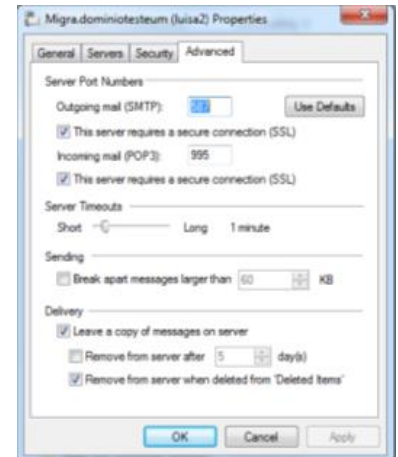 Migra.dominiotesteum (luisa2) Properties
General Servers Security Advanced
Server Port Numbers
Outgoing mail (SMTP): 587 Use Defaults
This server requires a secure connection (SSL)
Incoming mail (POP3): 995
This server requires a secure connection (SSL)
Server Timeouts
Short Long 1 minute
Sending
Break apart messages larger than 60 KB
Delivery
Leave a copy of messages on server
Remove from server after 5 day(s)
Remove from server when deleted from 'Deleted Items'
OK Cancel Apply